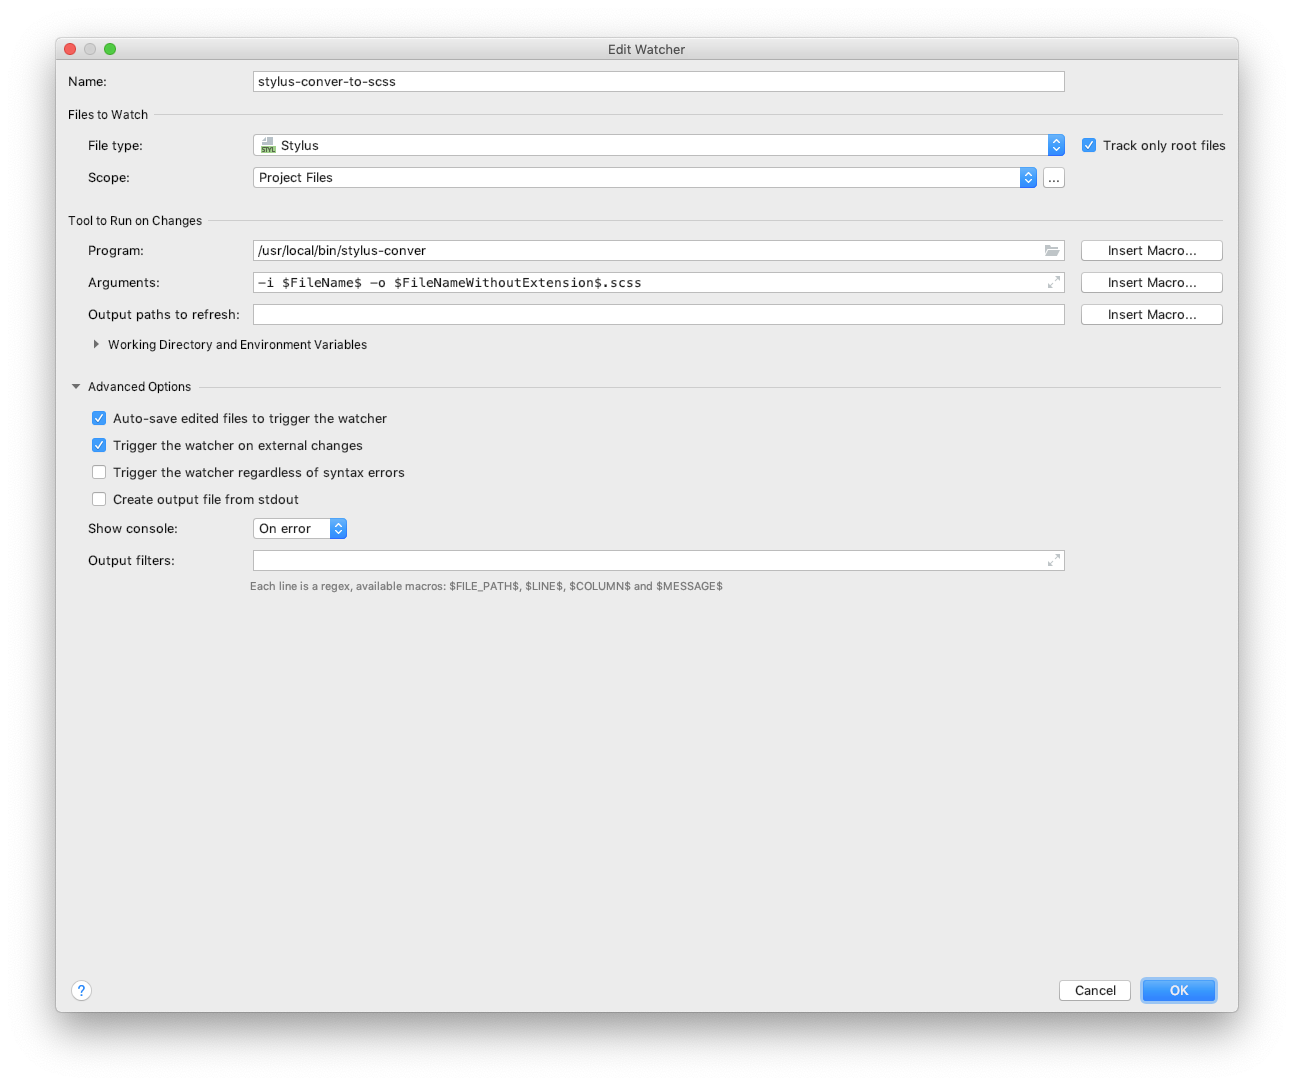 Edit Watcher
Name: stylus-conver-to-scss
Files to Watch
File type: STYL Stylus Track only root files
Scope: Project Files ...
Tool to Run on Changes
Program: /usr/local/bin/stylus-conver Insert Macro...
Arguments: -i $FileName$ -o $FileNameWithoutExtension$.scss Insert Macro...
Output paths to refresh: Insert Macro...
Working Directory and Environment Variables
Advanced Options
Auto-save edited files to trigger the watcher
Trigger the watcher on external changes
Trigger the watcher regardless of syntax errors
Create output file from stdout
Show console: On error
Output filters:
Each line is a regex, available macros: $FILE_PATH$, $LINE$, $COLUMN$ and $MESSAGE$
? Cancel OK